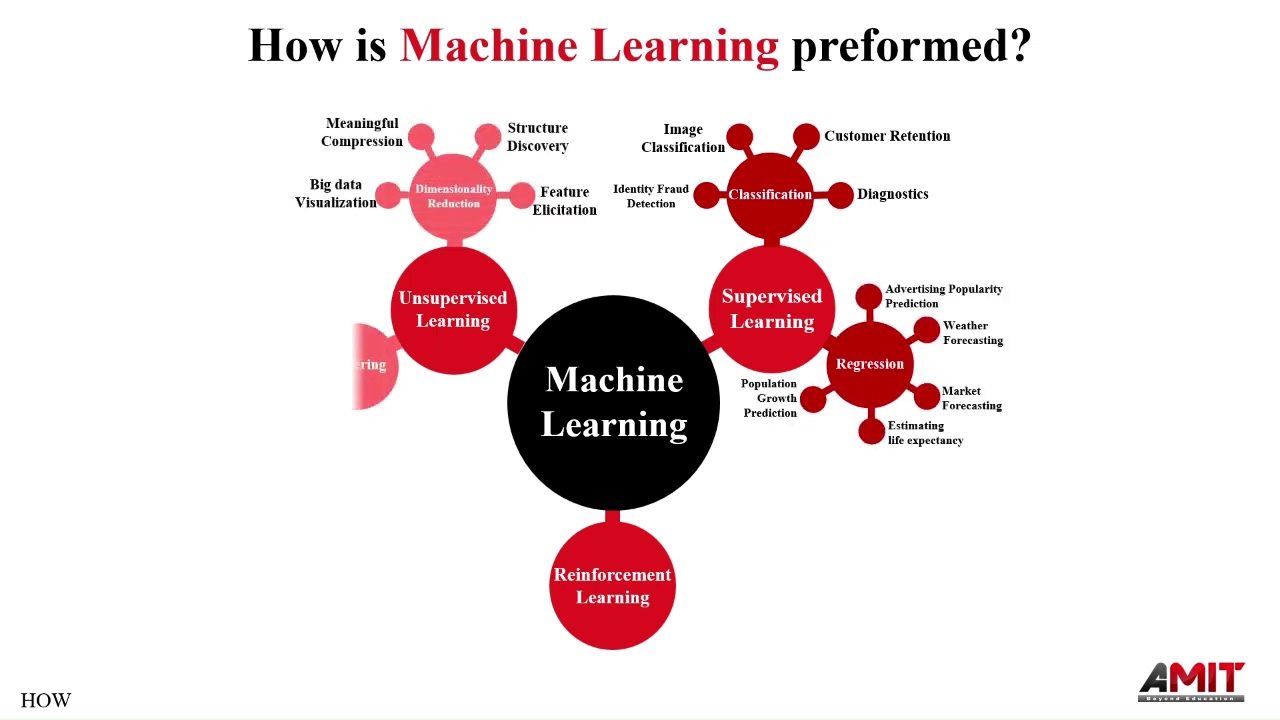 How is Machine Learning preformed?
Meaningful
Compression
Structure
Discovery
Big data
Visualization
Dimensionality
Reduction
Feature
Elicitation
Image
Classification
Customer Retention
Identity Fraud
Detection
Classification
Diagnostics
Unsupervised
Learning
Supervised
Learning
Advertising Popularity
Prediction
Weather
Forecasting
ering
Regression
Population
Growth
Prediction
Market
Forecasting
Estimating
life expectancy
Machine
Learning
Reinforcement
Learning
HOW
AMIT
Beyond Education